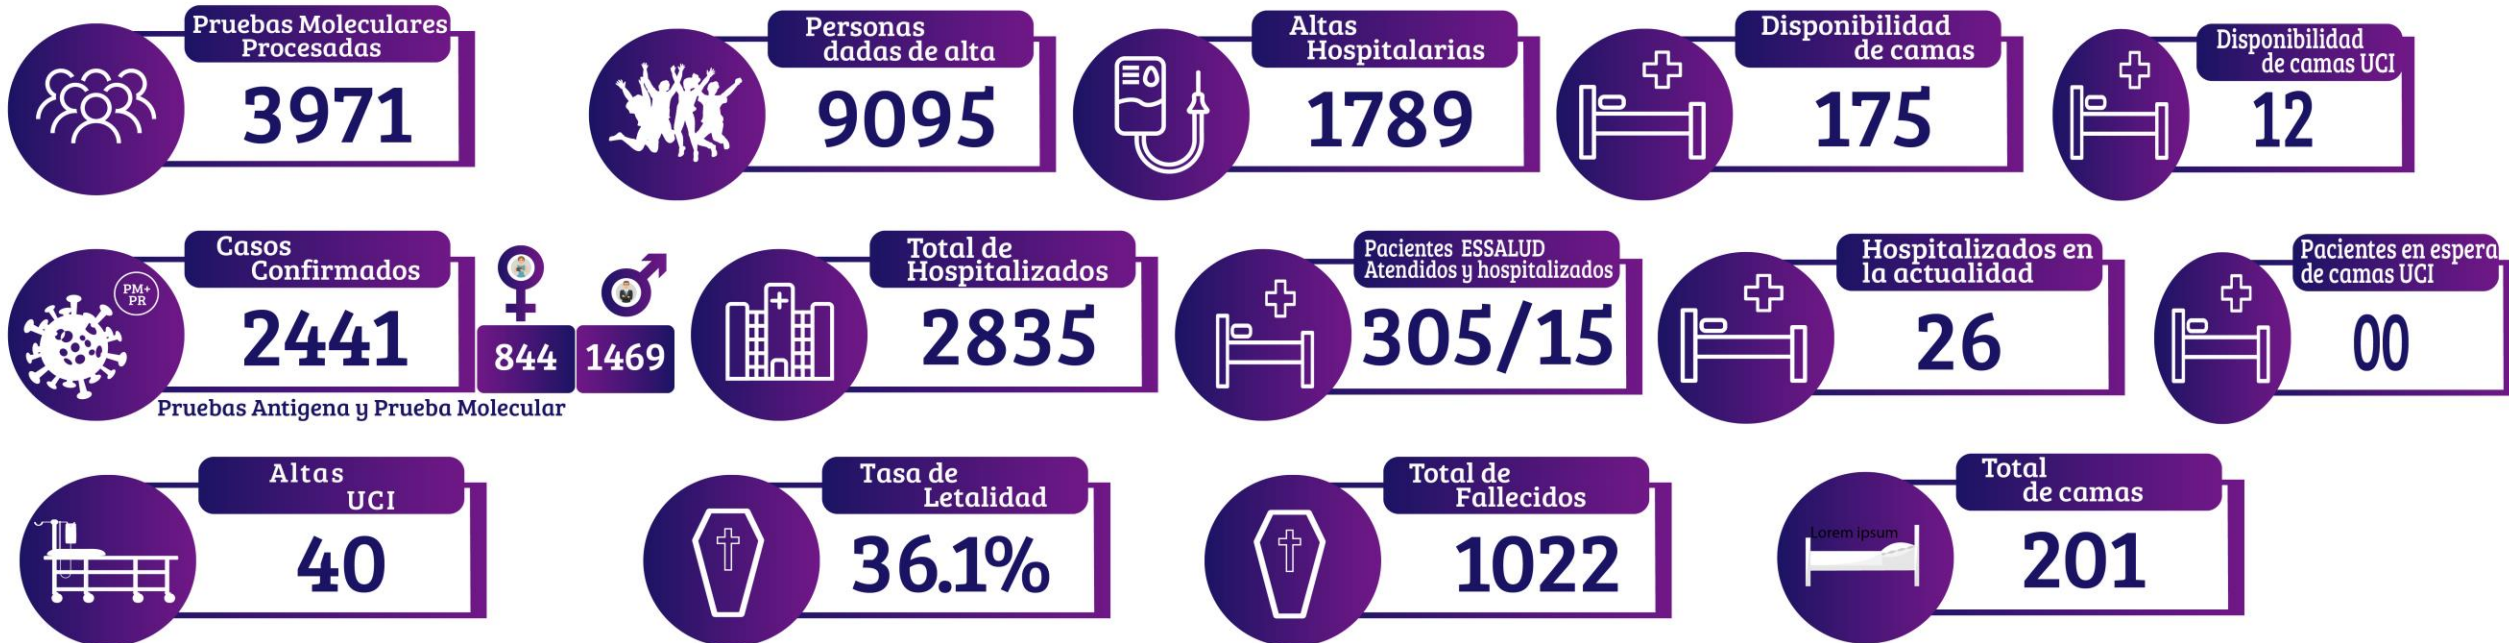 Pruebas Moleculares
Procesadas
3971
Personas
dadas de alta
9095
Altas
Hospitalarias
1789
Disponibilidad
de camas
175
Disponibilidad
de camas UCI
12
Casos
Confirmados
PM+
PR
2441
844
1469
Pruebas Antigena y Prueba Molecular
Total de
Hospitalizados
2835
Pacientes ESSALUD
Atendidos y hospitalizados
305/15
Hospitalizados en
la actualidad
26
Pacientes en espera
de camas UCI
00
Altas
UCI
40
Tasa de
Letalidad
36.1%
Total de
Fallecidos
1022
Total
de camas
Lorem ipsum
201